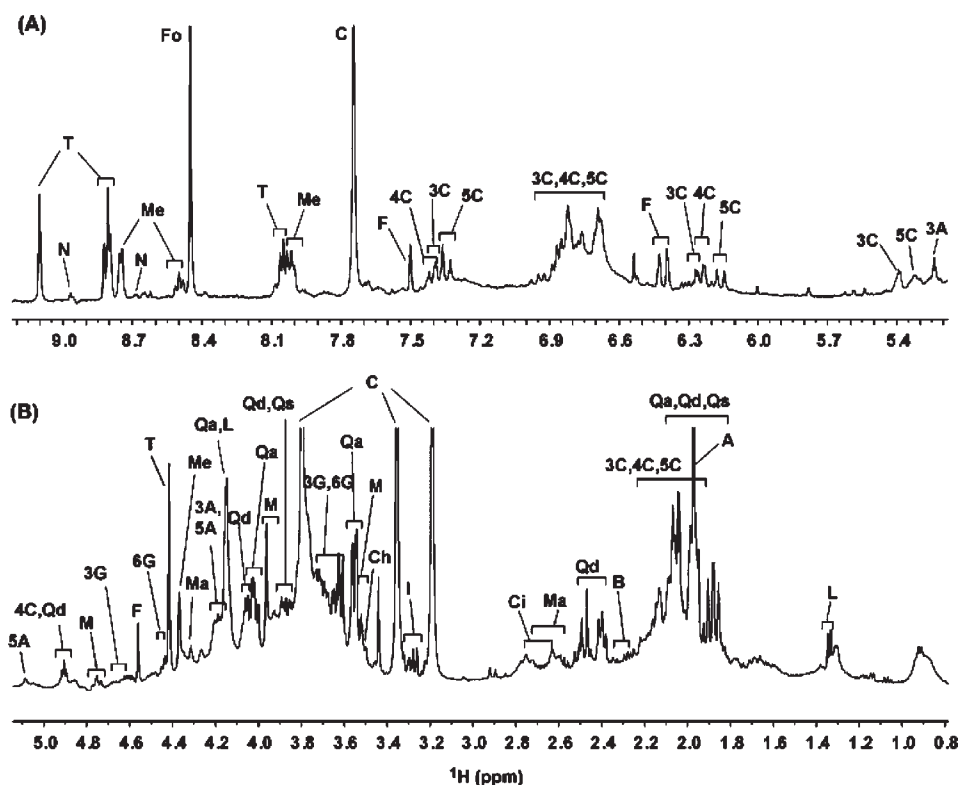 (A)
Fo
C
T
T
Me
Me
N
N
F
4C
3C
5C
3C,4C,5C
F
3C
4C
5C
3C
5C
3A
9.0 8.7 8.4 8.1 7.8 7.5 7.2 6.9 6.6 6.3 6.0 5.7 5.4
(B)
C
Qd,Qs
Qa,Qd,Qs
Qa,L
Qa
T
Me
Qa
A
3G,6G
M
3C,4C,5C
3A,
5A
Qd
M
6G
Ma
Ch
Qd
3G
I
Ci
Ma
B
4C,Qd
M
F
L
5A
5.0 4.8 4.6 4.4 4.2 4.0 3.8 3.6 3.4 3.2 3.0 2.8 2.6 2.4 2.2 2.0 1.8 1.6 1.4 1.2 1.0 0.8
¹H (ppm)